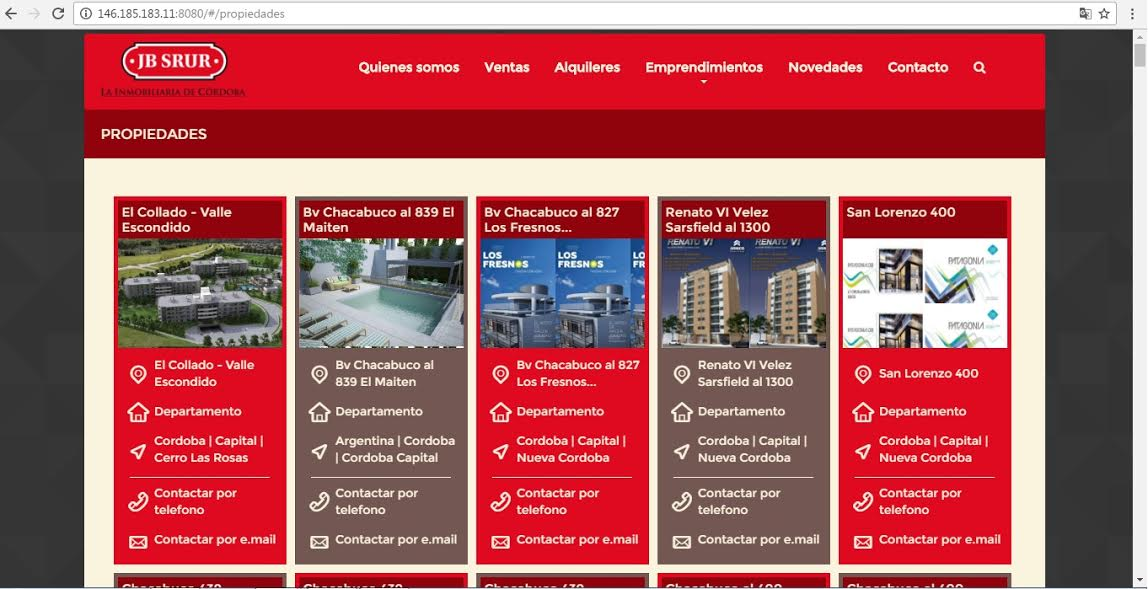 146.185.183.11:8080/#/propiedades
JB SRUR
LA INMOBILIARIA DE CORDOBA
Quienes somos
Ventas
Alquileres
Emprendimientos
Novedades
Contacto
PROPIEDADES
El Collado - Valle
Escondido
El Collado - Valle
Escondido
Departamento
Cordoba | Capital |
Cerro Las Rosas
Contactar por
telefono
Contactar por e.mail
Bv Chacabuco al 839 El
Maiten
Bv Chacabuco al
839 El Maiten
Departamento
Argentina | Cordoba
| Cordoba Capital
Contactar por
telefono
Contactar por e.mail
Bv Chacabuco al 827
Los Fresnos...
LOS
FRESNOS
LOS
FRESNOS
Bv Chacabuco al 827
Los Fresnos...
Departamento
Cordoba | Capital |
Nueva Cordoba
Contactar por
telefono
Contactar por e.mail
Renato VI Velez
Sarsfield al 1300
RENATO VI
RENATO VI
Renato VI Velez
Sarsfield al 1300
Departamento
Cordoba | Capital |
Nueva Cordoba
Contactar por
telefono
Contactar por e.mail
San Lorenzo 400
PATAGONIA
PATAGONIA
San Lorenzo 400
Departamento
Cordoba | Capital |
Nueva Cordoba
Contactar por
telefono
Contactar por e.mail